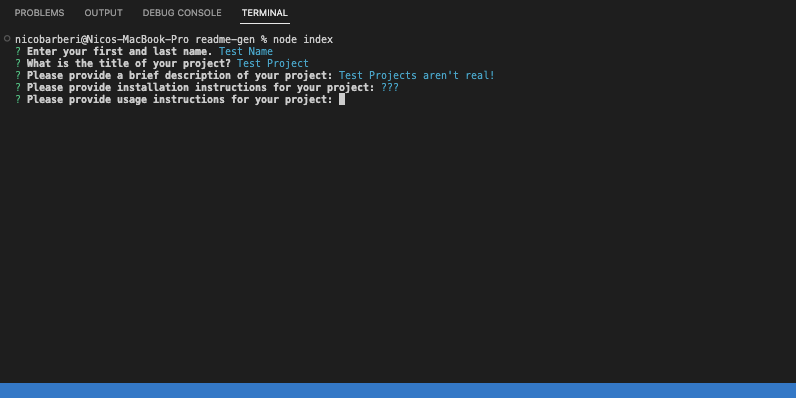 PROBLEMS OUTPUT DEBUG CONSOLE TERMINAL
nicobarberi@Nicos-MacBook-Pro readme-gen % node index
? Enter your first and last name. Test Name
? What is the title of your project? Test Project
? Please provide a brief description of your project: Test Projects aren't real!
? Please provide installation instructions for your project: ???
? Please provide usage instructions for your project: